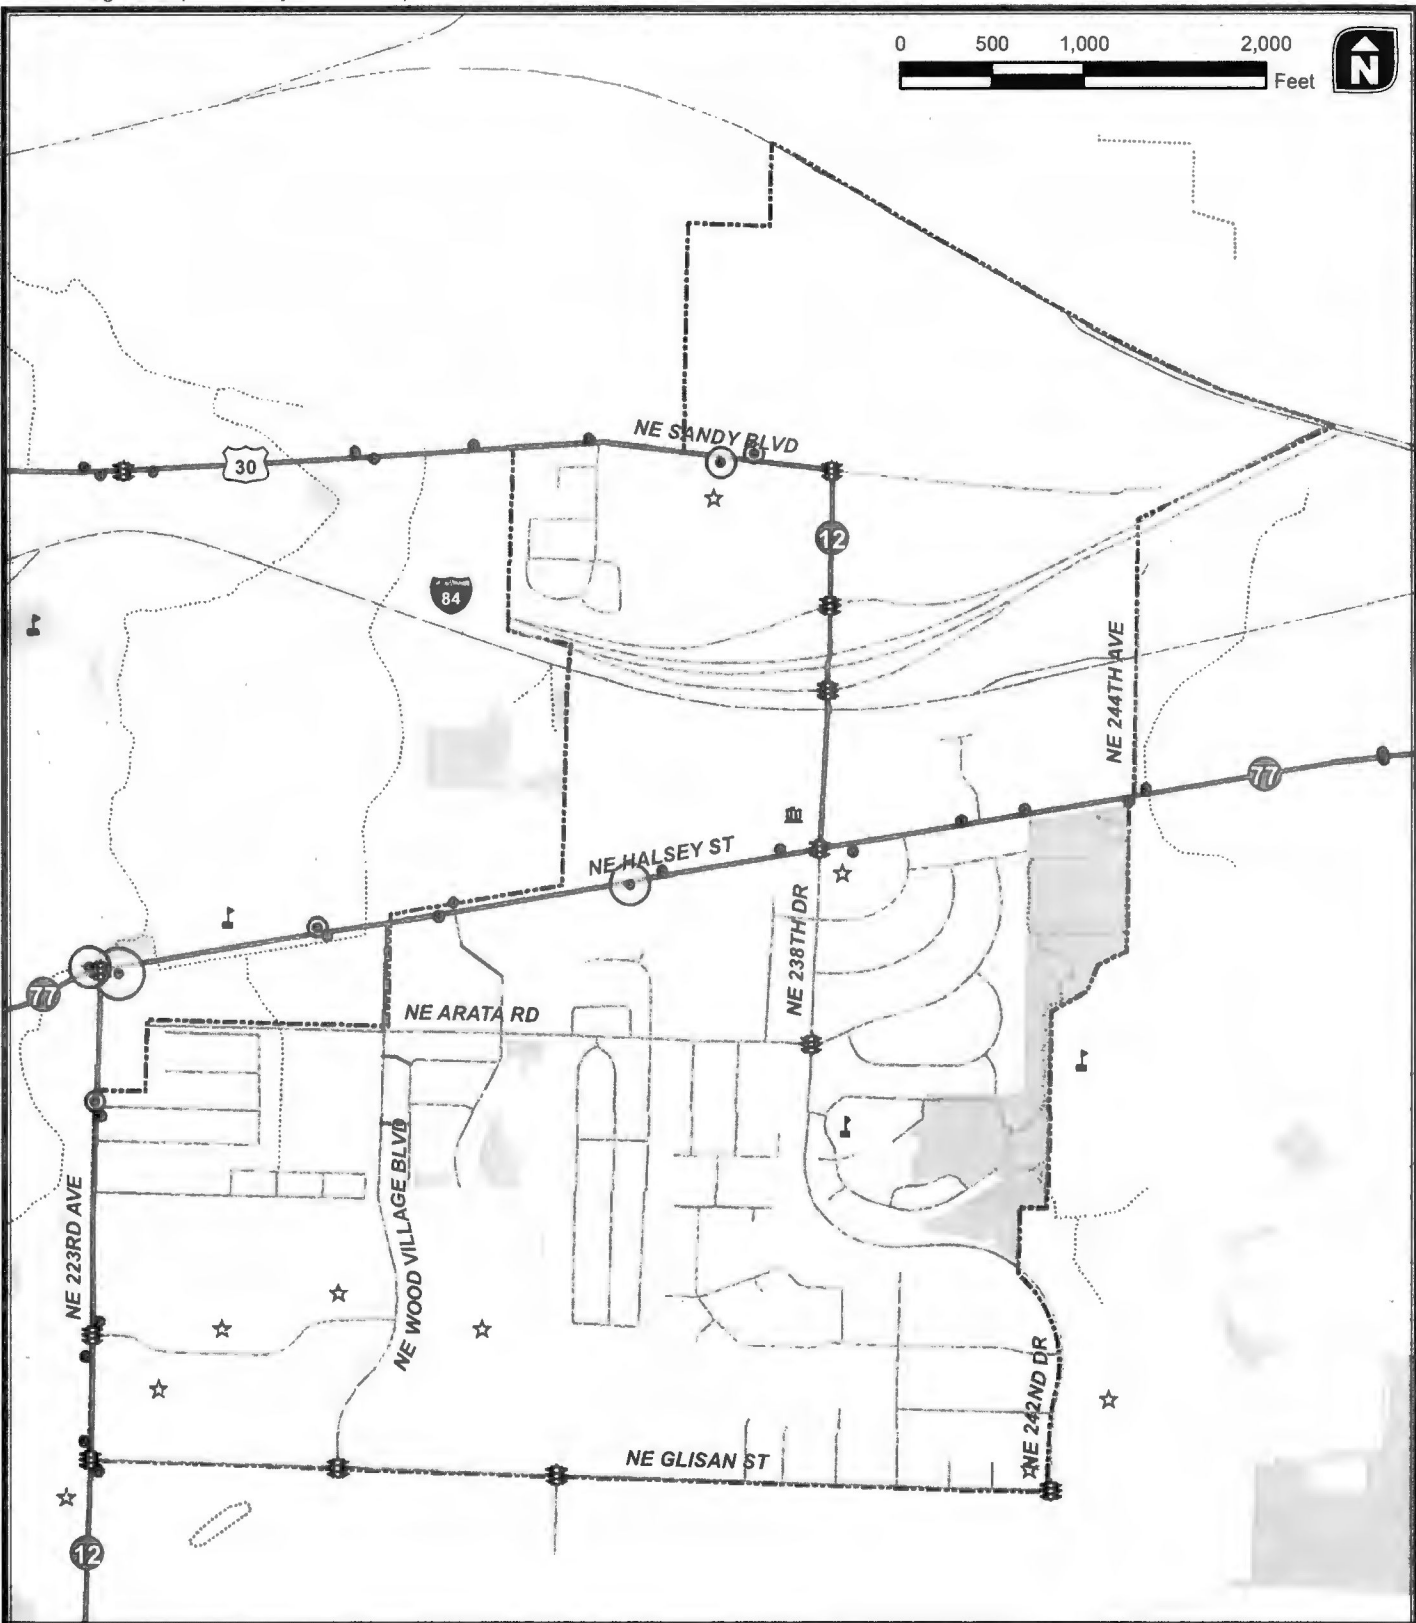 0 500 1,000 2,000
Feet
N
NE SANDY BLVD
30
12
84
NE 244TH AVE
77
NE HALSEY ST
NE 238TH DR
77
NE ARATA RD
NE WOOD VILLAGE BLVD
NE 223RD AVE
NE 242ND DR
NE GLISAN ST
12